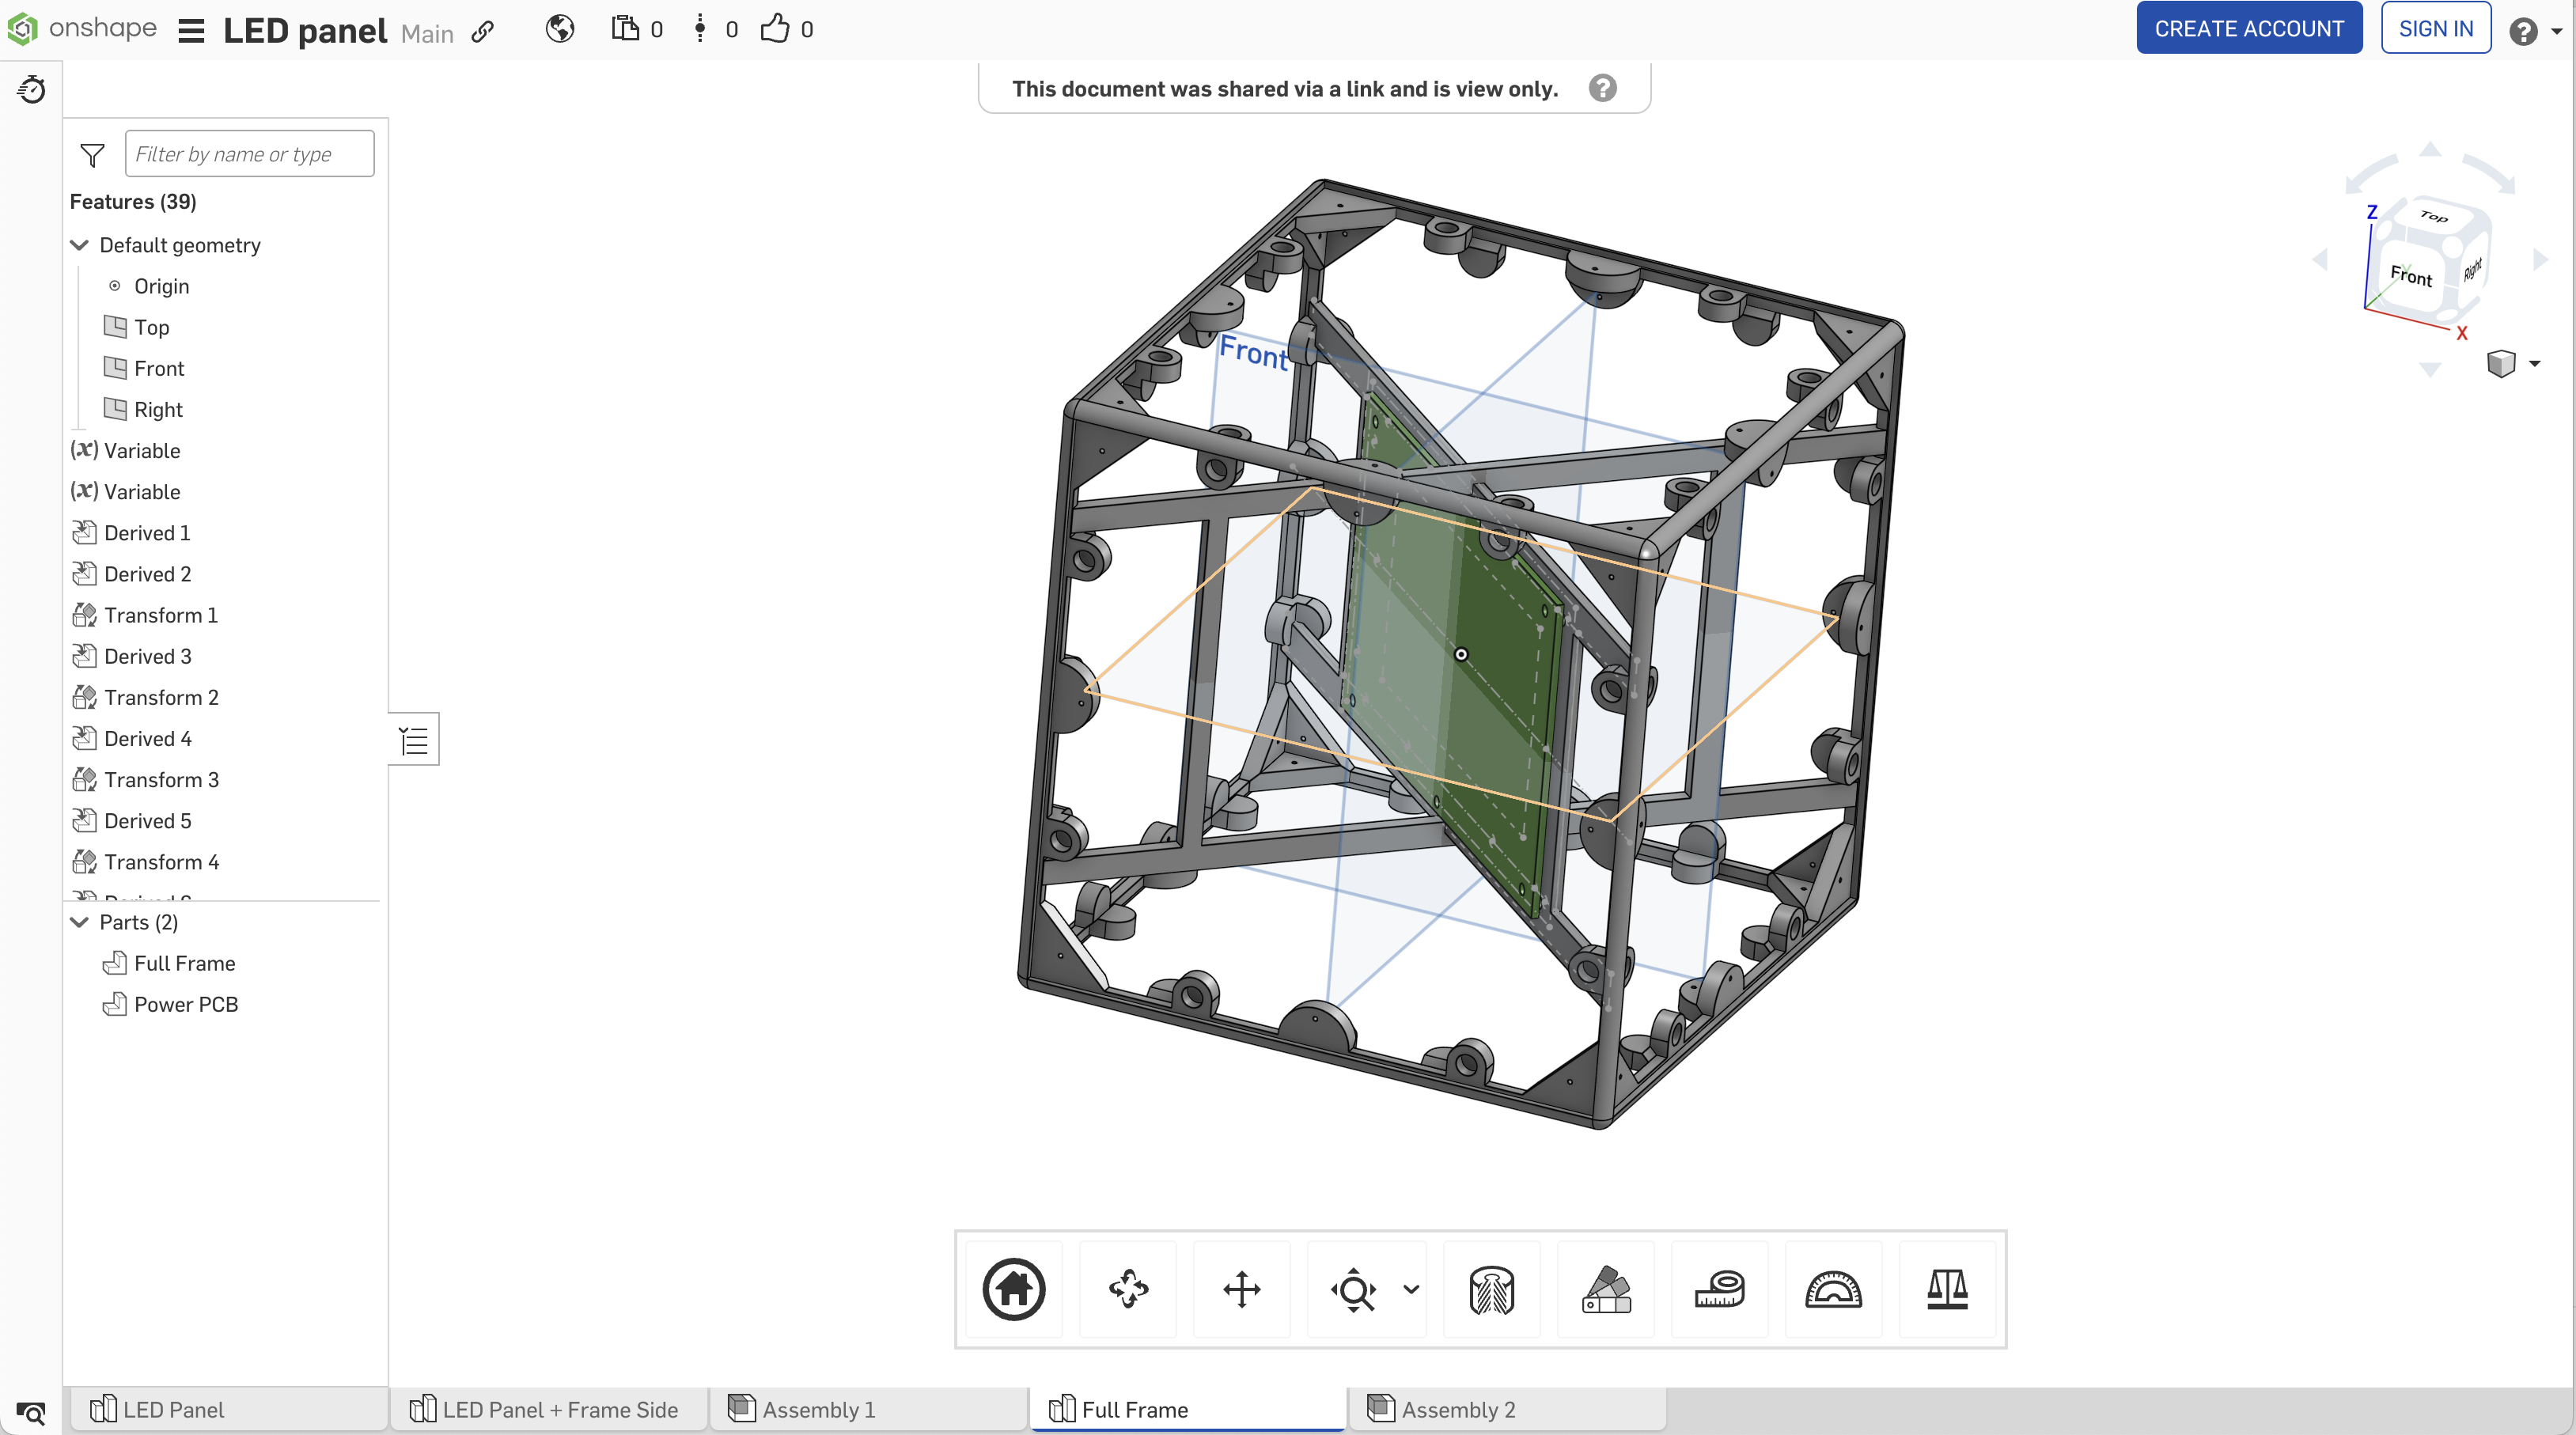 onshape LED panel Main 0 0 0 CREATE ACCOUNT SIGN IN
This document was shared via a link and is view only.
Filter by name or type
Features (39)
Default geometry
Origin
Top
Front
Right
(x) Variable
(x) Variable
Derived 1
Derived 2
Transform 1
Derived 3
Transform 2
Derived 4
Transform 3
Derived 5
Transform 4
Parts (2)
Full Frame
Power PCB
Front
Z
Top
Front
Right
X
LED Panel
LED Panel + Frame Side
Assembly 1
Full Frame
Assembly 2